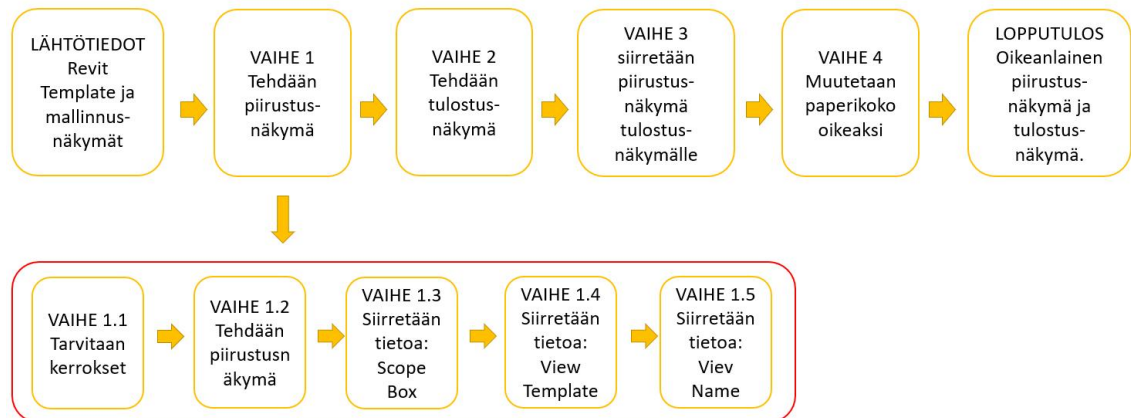 LÄHTÖTIEDOT
Revit
Template ja
mallinnus-
näkymät
VAIHE 1
Tehdään
piirustus-
näkymä
VAIHE 2
Tehdään
tulostus-
näkymä
VAIHE 3
siirretään
piirustus-
näkymä
tulostus-
näkymälle
VAIHE 4
Muutetaan
paperikoko
oikeaksi
LOPPUTULOS
Oikeanlainen
piirustus-
näkymä ja
tulostus-
näkymä.
VAIHE 1.1
Tarvitaan
kerrokset
VAIHE 1.2
Tehdään
piirustusn
äkymä
VAIHE 1.3
Siirretään
tietoa:
Scope
Box
VAIHE 1.4
Siirretään
tietoa:
View
Template
VAIHE 1.5
Siirretään
tietoa:
Viev
Name